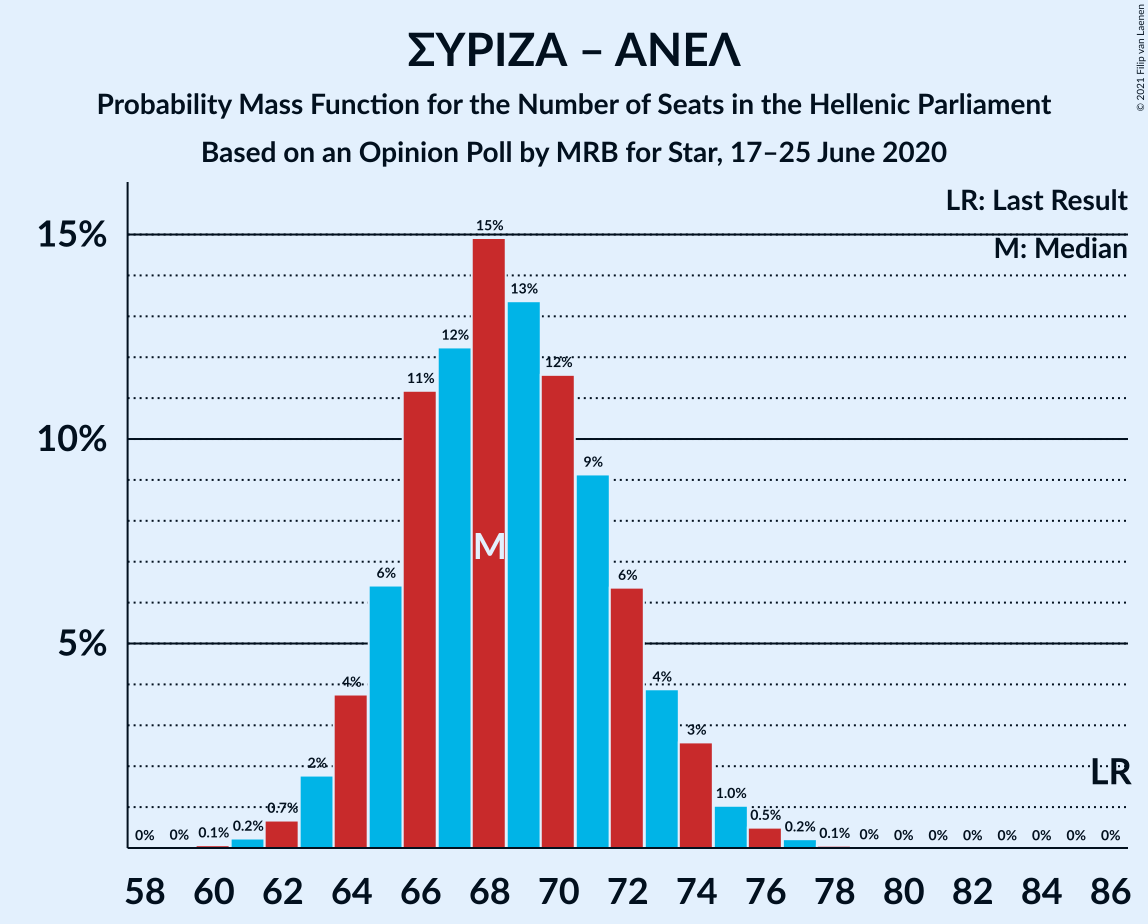 ΣΥΡΙΖΑ – ΑΝΕΛ
Probability Mass Function for the Number of Seats in the Hellenic Parliament
Based on an Opinion Poll by MRB for Star, 17–25 June 2020
© 2021 Filip van Laenen
LR: Last Result
M: Median
15%
10%
5%
0% 0% 0.1% 0.2% 0.7% 2% 4% 6% 11% 12% 15% 13% 12% 9% 6% 4% 3% 1.0% 0.5% 0.2% 0.1% 0% 0% 0% 0% 0% 0% 0% 0%
M
LR
58 60 62 64 66 68 70 72 74 76 78 80 82 84 86